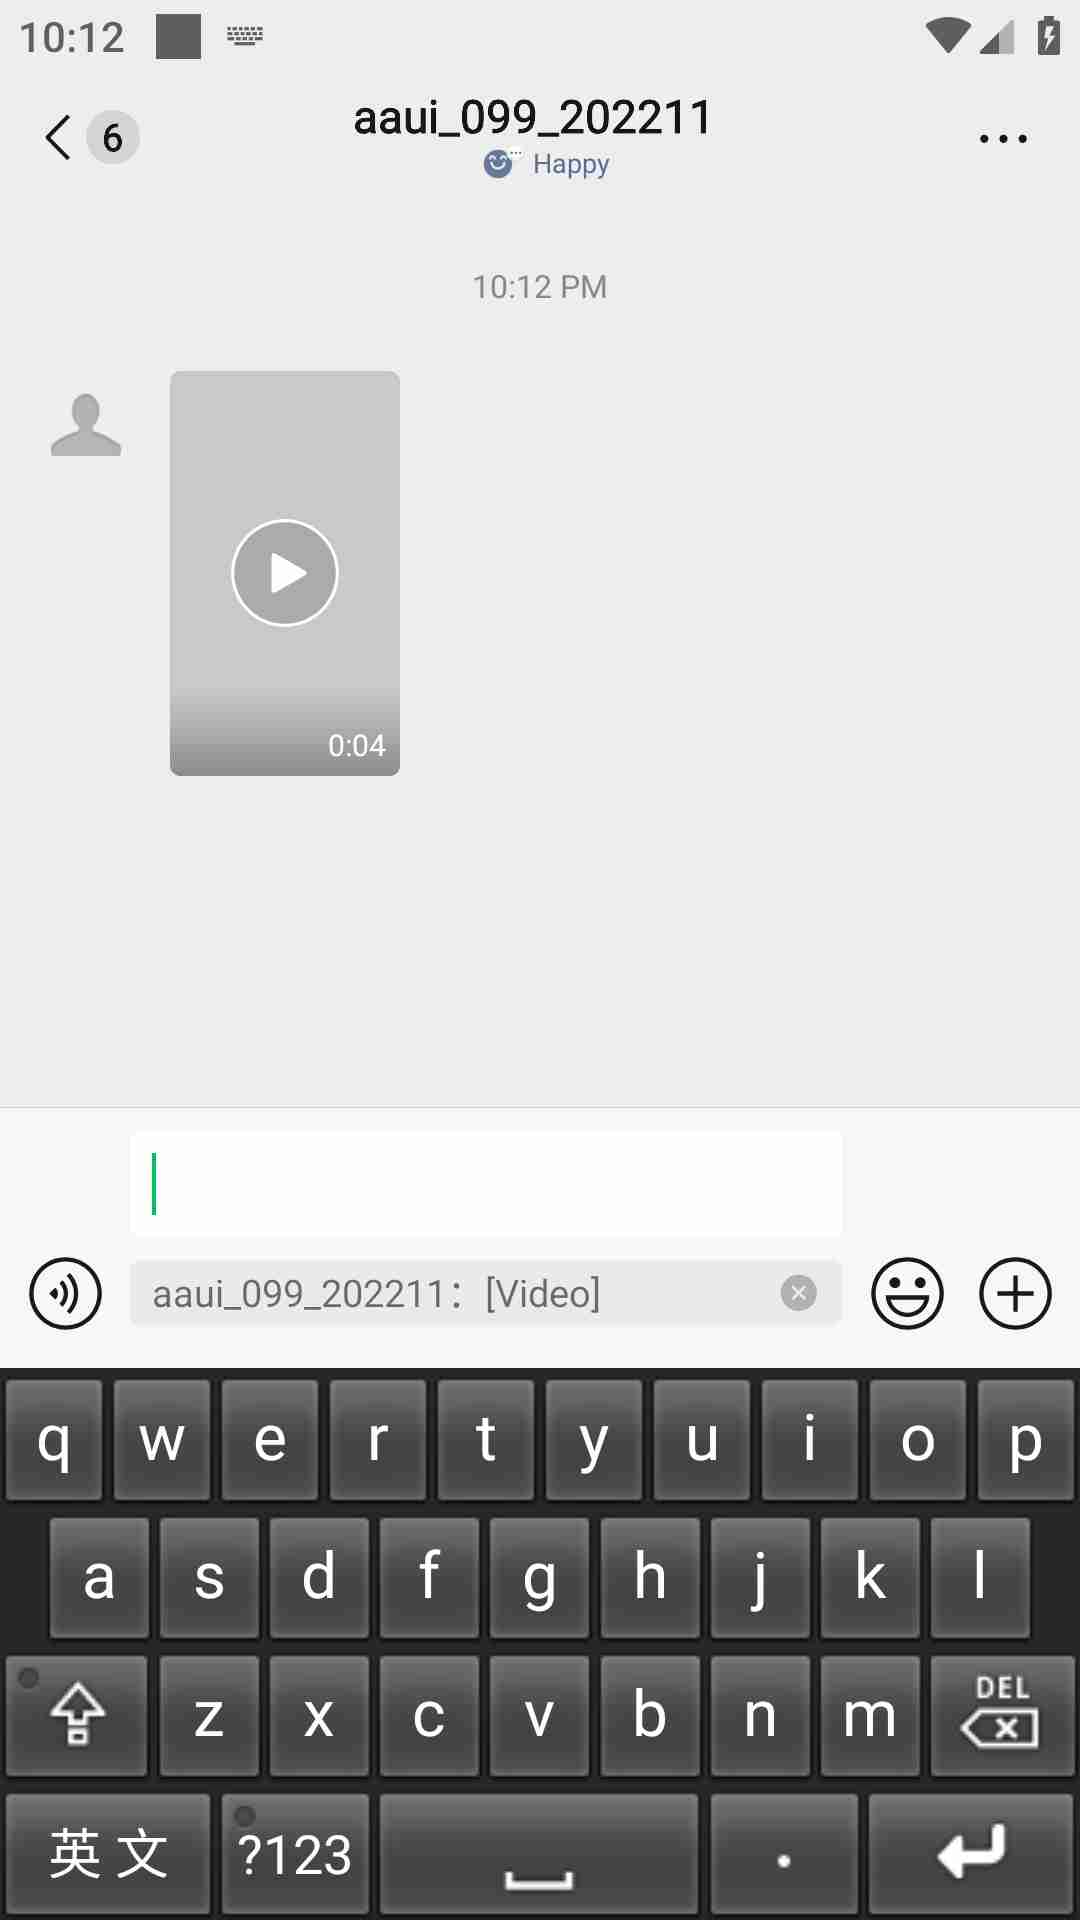 10:12
6
aaui_099_202211
Happy
10:12 PM
0:04
aaui_099_202211：[Video]
q w e r t y u i o p
a s d f g h j k l
z x c v b n m DEL
英文 ?123 .